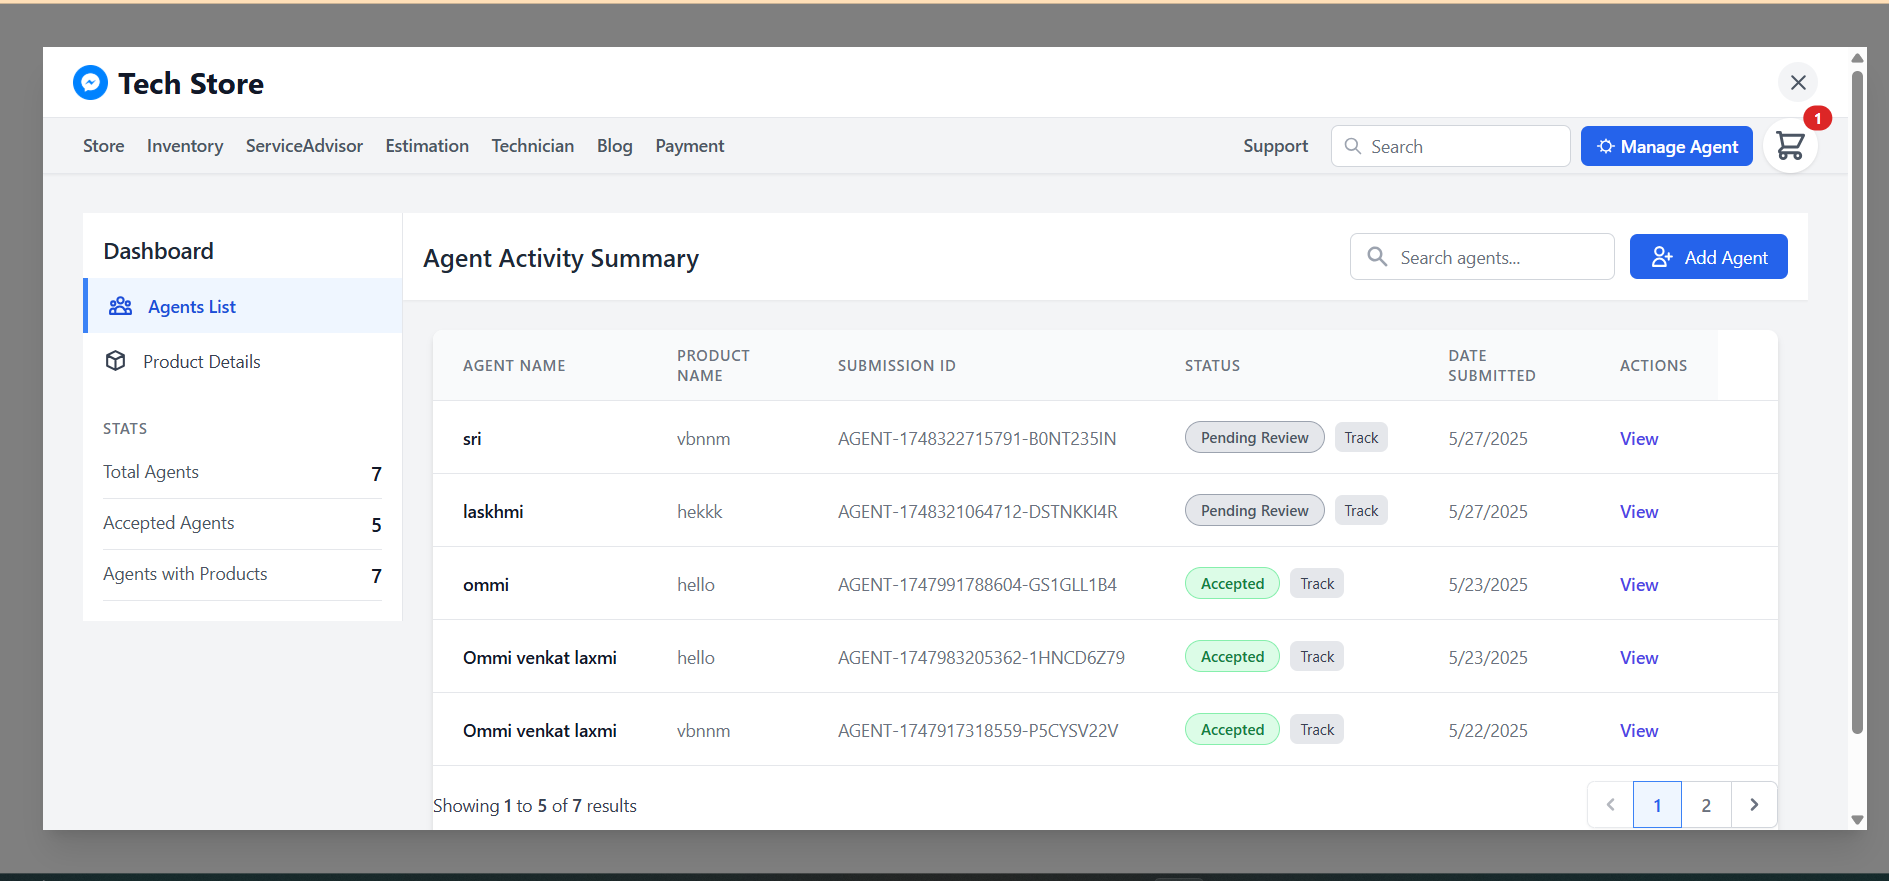 Tech Store
1
Store Inventory ServiceAdvisor Estimation Technician Blog Payment Support Search Manage Agent
Dashboard
Agents List
Product Details
STATS
Total Agents 7
Accepted Agents 5
Agents with Products 7
Agent Activity Summary Search agents... Add Agent
AGENT NAME PRODUCT NAME SUBMISSION ID STATUS DATE SUBMITTED ACTIONS
sri vbnnm AGENT-1748322715791-B0NT235IN Pending Review Track 5/27/2025 View
laskhmi hekkk AGENT-1748321064712-DSTNKKI4R Pending Review Track 5/27/2025 View
ommi hello AGENT-1747991788604-GS1GLL1B4 Accepted Track 5/23/2025 View
Ommi venkat laxmi hello AGENT-1747983205362-1HNCD6Z79 Accepted Track 5/23/2025 View
Ommi venkat laxmi vbnnm AGENT-1747917318559-P5CYSV22V Accepted Track 5/22/2025 View
Showing 1 to 5 of 7 results 1 2